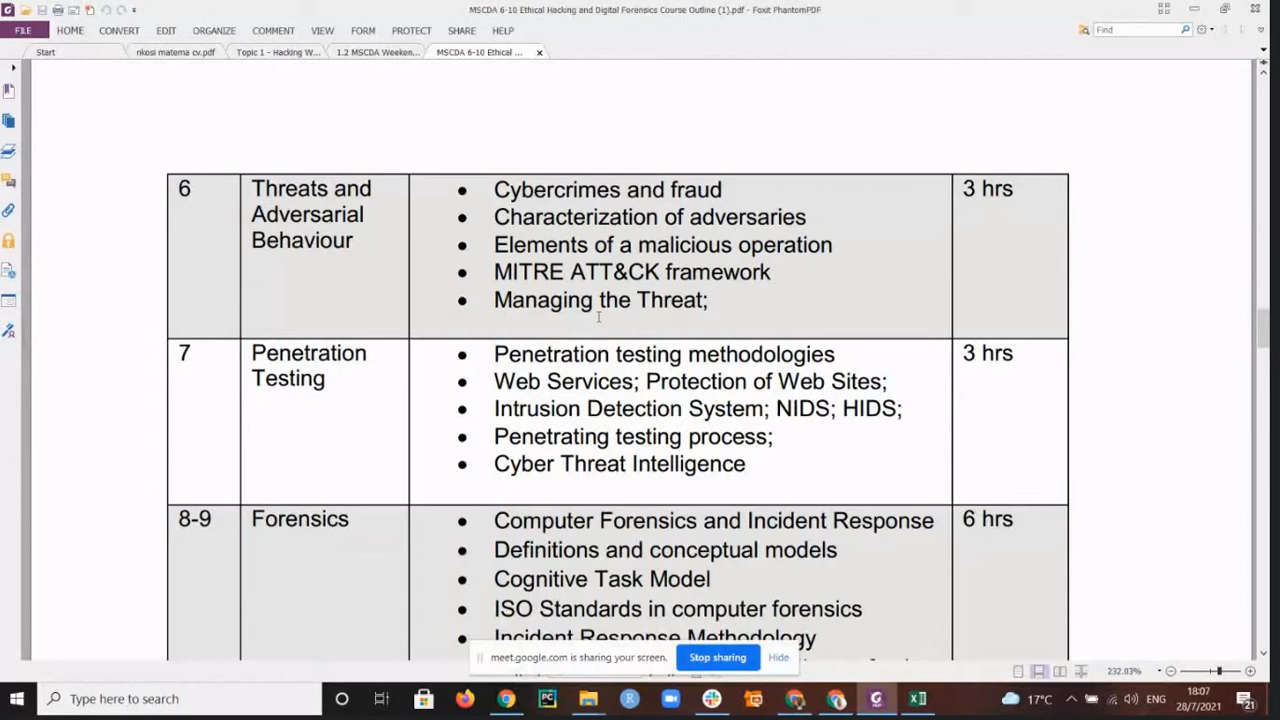 MSCDA 6-10 Ethical Hacking and Digital Forensics Course Outline (1).pdf - Foxit PhantomPDF
FILE HOME CONVERT EDIT ORGANIZE COMMENT VIEW FORM PROTECT SHARE HELP Find
Start nkosi matema cv.pdf Topic 1 - Hacking W... 1.2 MSCDA Weeken... MSCDA 6-10 Ethical ...
6 Threats and • Cybercrimes and fraud 3 hrs
Adversarial • Characterization of adversaries
Behaviour • Elements of a malicious operation
• MITRE ATT&CK framework
• Managing the Threat;
7 Penetration • Penetration testing methodologies 3 hrs
Testing • Web Services; Protection of Web Sites;
• Intrusion Detection System; NIDS; HIDS;
• Penetrating testing process;
• Cyber Threat Intelligence
8-9 Forensics • Computer Forensics and Incident Response 6 hrs
• Definitions and conceptual models
• Cognitive Task Model
• ISO Standards in computer forensics
• Incident Response Methodology
meet.google.com is sharing your screen. Stop sharing Hide
232.03%
Type here to search 17°C ENG 18:07
28/7/2021 21